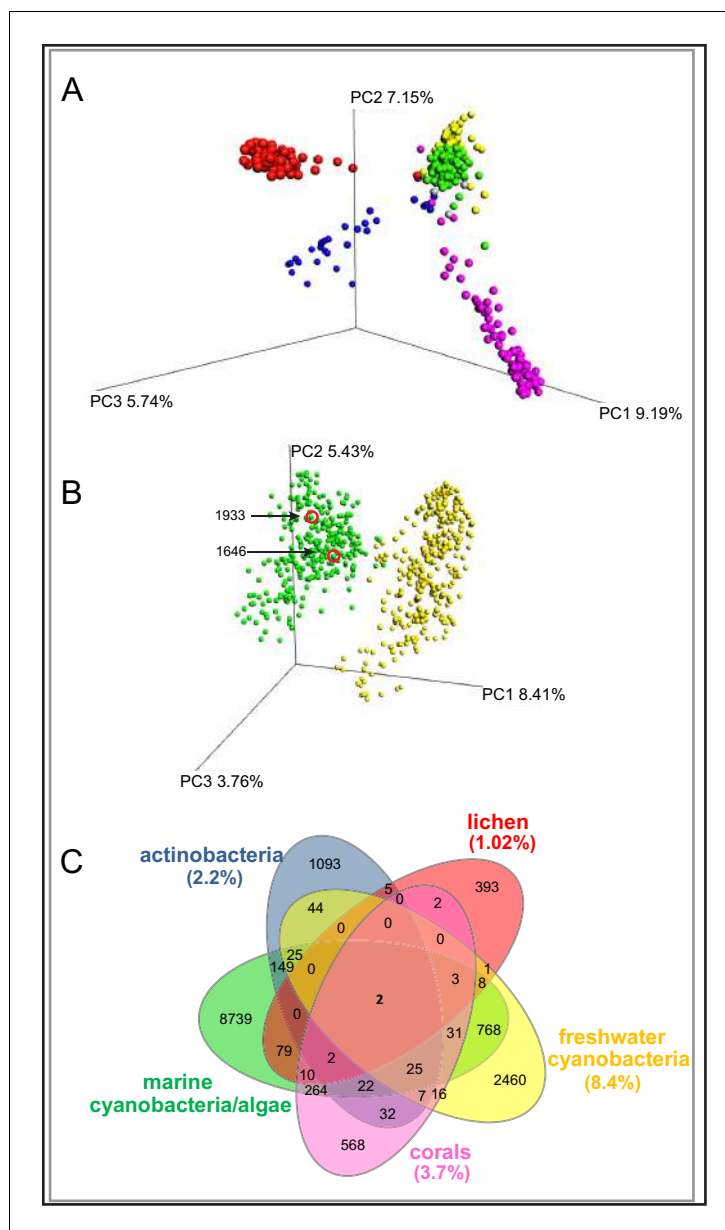 A
PC2 7.15%
PC3 5.74%
PC1 9.19%
B
PC2 5.43%
1933
1646
PC1 8.41%
PC3 3.76%
C
lichen
(1.02%)
actinobacteria
(2.2%)
1093
393
5
0
2
44
0
0
0
25
149
0
3
1
8
2
8739
0
31
768
freshwater
cyanobacteria
(8.4%)
79
2
10
25
2460
marine
cyanobacteria/algae
264
22
7
16
32
568
corals
(3.7%)